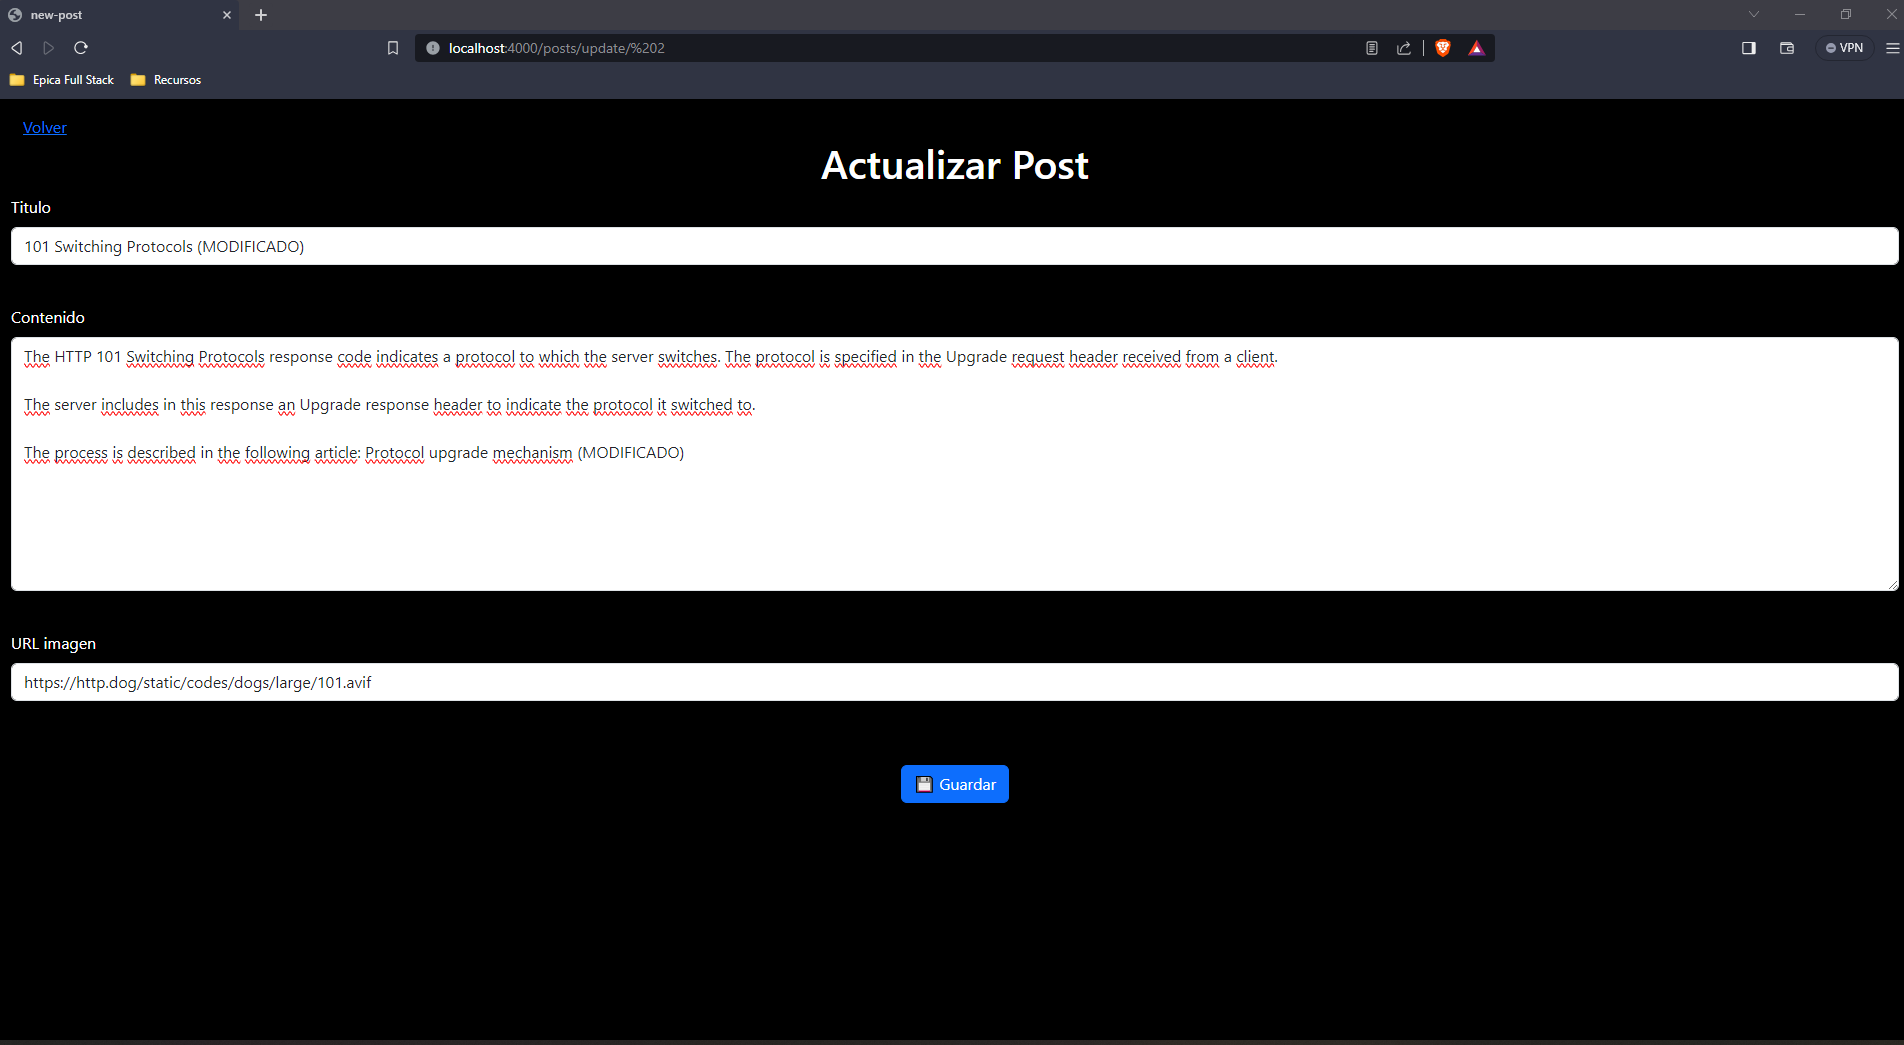 new-post
localhost:4000/posts/update/%202
VPN
Epica Full Stack
Recursos
Volver
Actualizar Post
Titulo
101 Switching Protocols (MODIFICADO)
Contenido
The HTTP 101 Switching Protocols response code indicates a protocol to which the server switches. The protocol is specified in the Upgrade request header received from a client.
The server includes in this response an Upgrade response header to indicate the protocol it switched to.
The process is described in the following article: Protocol upgrade mechanism (MODIFICADO)
URL imagen
https://http.dog/static/codes/dogs/large/101.avif
💾 Guardar